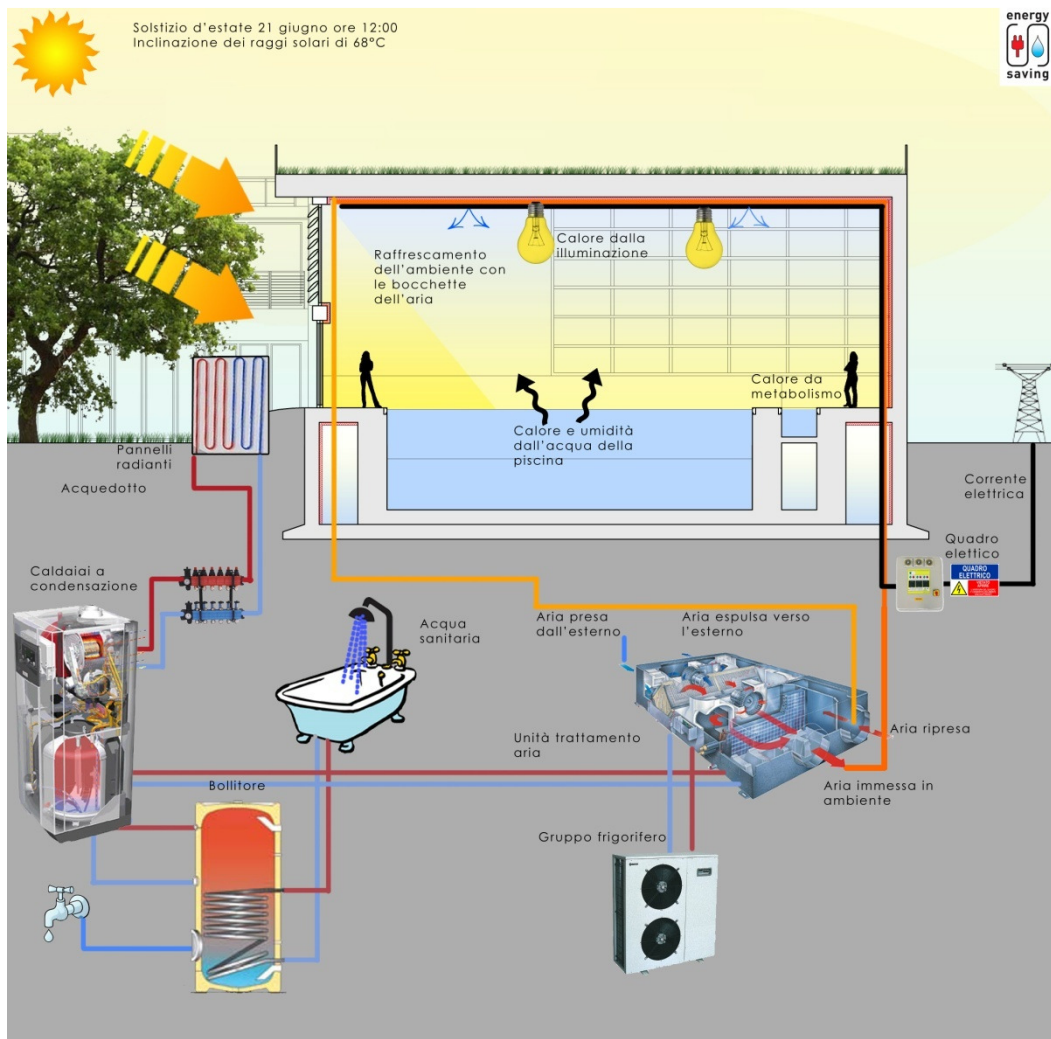 Solstizio d'estate 21 giugno ore 12:00
Inclinazione dei raggi solari di 68°C
energy
saving
Raffrescamento
dell'ambiente con
le bocchette
dell'aria
Calore dalla
illuminazione
Calore da
metabolismo
Calore e umidità
dall'acqua della
piscina
Pannelli
radianti
Acquedotto
Corrente
elettrica
Caldaiai a
condensazione
Quadro
elettico
QUADRO
ELETTRICO
Acqua
sanitaria
Aria presa
dall'esterno
Aria espulsa verso
l'esterno
Unità trattamento
aria
Aria ripresa
Aria immessa in
ambiente
Bollitore
Gruppo frigorifero